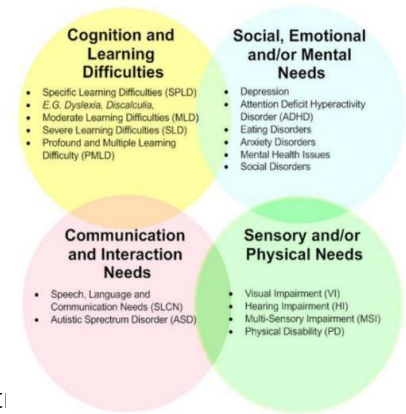 Cognition and
Learning
Difficulties
• Specific Learning Difficulties (SPLD)
• E.G. Dyslexia, Discalculia,
• Moderate Learning Difficulties (MLD)
• Severe Learning Difficulties (SLD)
• Profound and Multiple Learning
Difficulty (PMLD)
Social, Emotional
and/or Mental
Needs
• Depression
• Attention Deficit Hyperactivity
Disorder (ADHD)
• Eating Disorders
• Anxiety Disorders
• Mental Health Issues
• Social Disorders
Communication
and Interaction
Needs
• Speech, Language and
Communication Needs (SLCN)
• Autistic Sprectrum Disorder (ASD)
Sensory and/or
Physical Needs
• Visual Impairment (VI)
• Hearing Impairment (HI)
• Multi-Sensory Impairment (MSI)
• Physical Disability (PD)